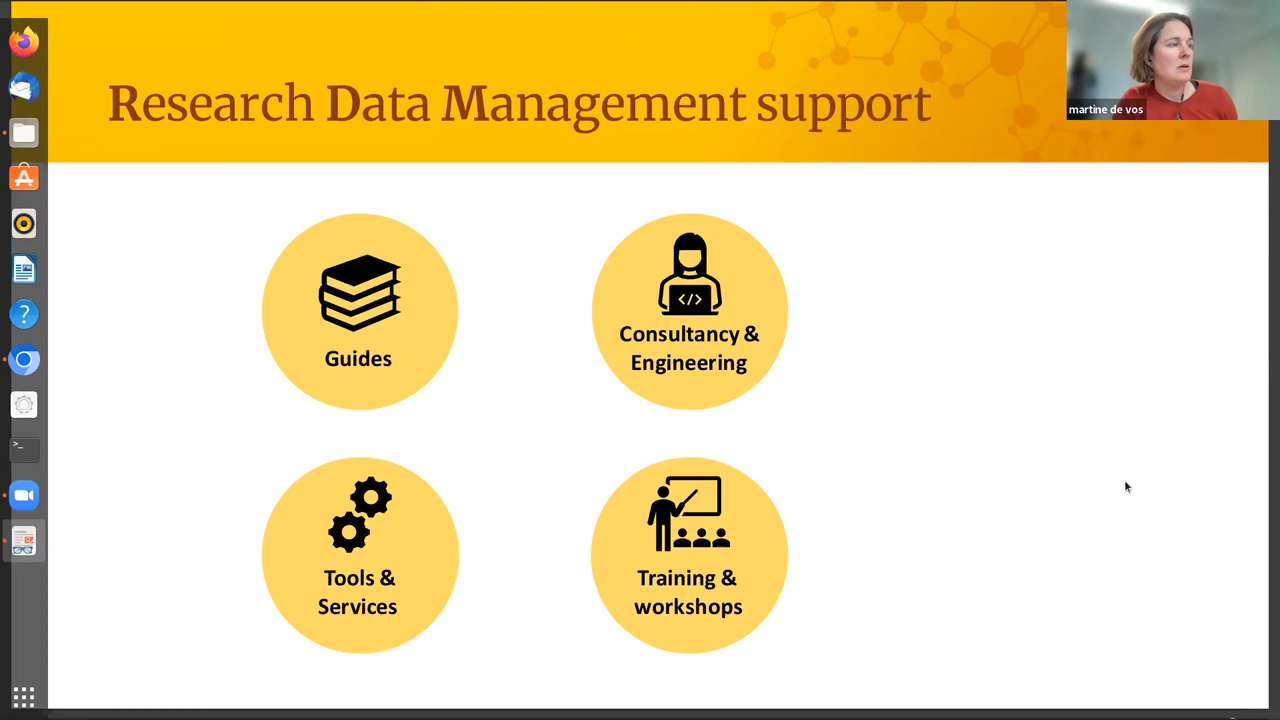 Research Data Management support
martine de vos
Guides
Consultancy &
Engineering
</>
Tools &
Services
Training &
workshops
?
>_